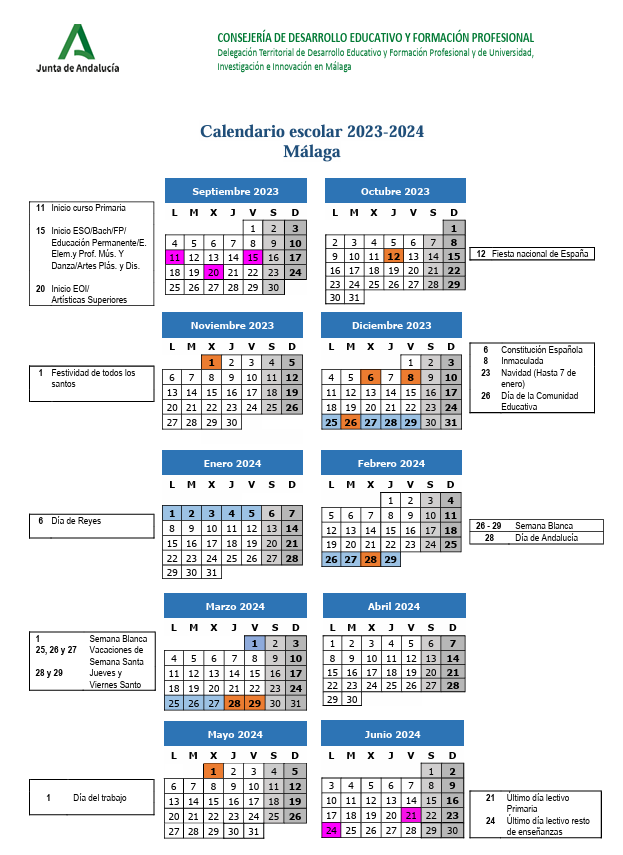 CONSEJERÍA DE DESARROLLO EDUCATIVO Y FORMACIÓN PROFESIONAL
Delegación Territorial de Desarrollo Educativo y Formación Profesional y de Universidad,
Investigación e Innovación en Málaga
Junta de Andalucía
Calendario escolar 2023-2024
Málaga
Septiembre 2023
L M X J V S D
1 2 3
4 5 6 7 8 9 10
11 12 13 14 15 16 17
18 19 20 21 22 23 24
25 26 27 28 29 30
11 Inicio curso Primaria
15 Inicio ESO/Bach/FP/
Educación Permanente/E.
Elem.y Prof. Mús. Y
Danza/Artes Plás. y Dis.
20 Inicio EOI/
Artísticas Superiores
Octubre 2023
L M X J V S D
1
2 3 4 5 6 7 8
9 10 11 12 13 14 15
16 17 18 19 20 21 22
23 24 25 26 27 28 29
30 31
12 Fiesta nacional de España
Noviembre 2023
L M X J V S D
1 2 3 4 5
6 7 8 9 10 11 12
13 14 15 16 17 18 19
20 21 22 23 24 25 26
27 28 29 30
1 Festividad de todos los
santos
Diciembre 2023
L M X J V S D
1 2 3
4 5 6 7 8 9 10
11 12 13 14 15 16 17
18 19 20 21 22 23 24
25 26 27 28 29 30 31
6 Constitución Española
8 Inmaculada
23 Navidad (Hasta 7 de
enero)
26 Día de la Comunidad
Educativa
Enero 2024
L M X J V S D
1 2 3 4 5 6 7
8 9 10 11 12 13 14
15 16 17 18 19 20 21
22 23 24 25 26 27 28
29 30 31
6 Día de Reyes
Febrero 2024
L M X J V S D
1 2 3 4
5 6 7 8 9 10 11
12 13 14 15 16 17 18
19 20 21 22 23 24 25
26 27 28 29
26 - 29 Semana Blanca
28 Día de Andalucía
Marzo 2024
L M X J V S D
1 2 3
4 5 6 7 8 9 10
11 12 13 14 15 16 17
18 19 20 21 22 23 24
25 26 27 28 29 30 31
1 Semana Blanca
25, 26 y 27 Vacaciones de
Semana Santa
28 y 29 Jueves y
Viernes Santo
Abril 2024
L M X J V S D
1 2 3 4 5 6 7
8 9 10 11 12 13 14
15 16 17 18 19 20 21
22 23 24 25 26 27 28
29 30
Mayo 2024
L M X J V S D
1 2 3 4 5
6 7 8 9 10 11 12
13 14 15 16 17 18 19
20 21 22 23 24 25 26
27 28 29 30 31
1 Día del trabajo
Junio 2024
L M X J V S D
1 2
3 4 5 6 7 8 9
10 11 12 13 14 15 16
17 18 19 20 21 22 23
24 25 26 27 28 29 30
21 Último día lectivo
Primaria
24 Último día lectivo resto
de enseñanzas